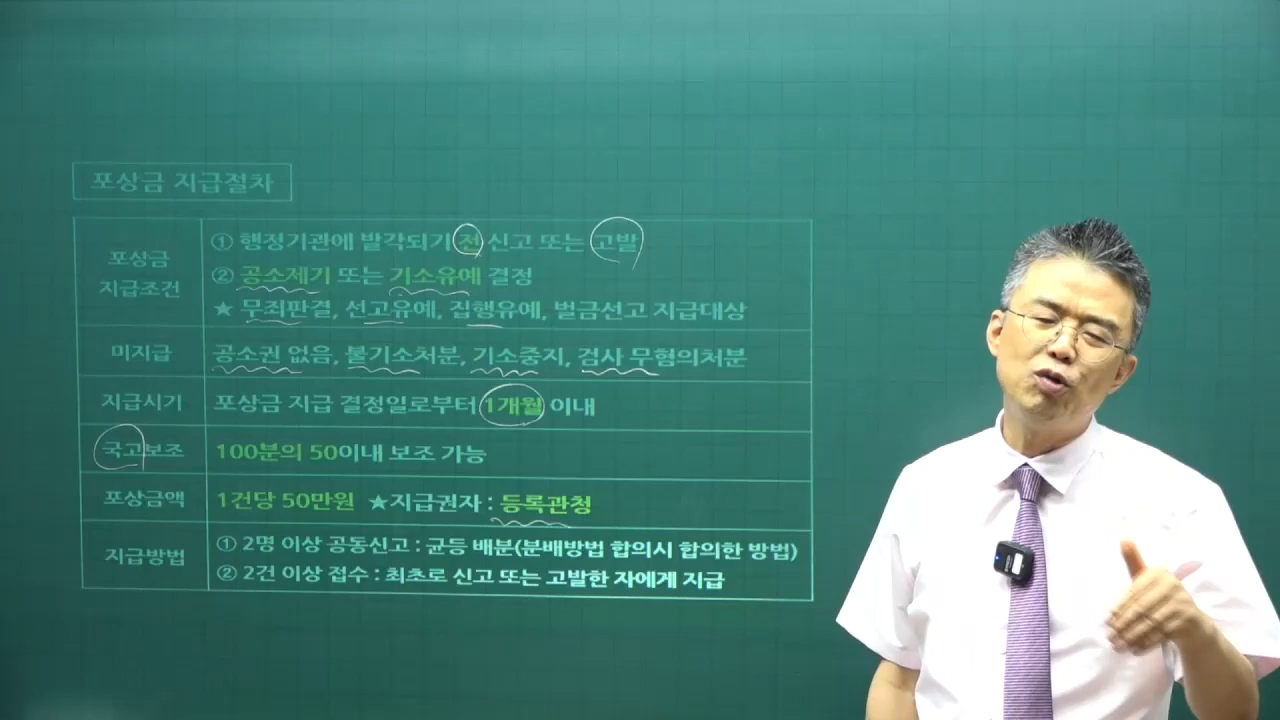 포상금 지급절차
포상금
지급조건
① 행정기관에 발각되기 전 신고 또는 고발
② 공소제기 또는 기소유예 결정
★ 무죄판결, 선고유예, 집행유예, 벌금선고 지급대상
미지급
공소권 없음, 불기소처분, 기소중지, 검사 무혐의처분
지급시기
포상금 지급 결정일로부터 1개월 이내
국고보조
100분의 50이내 보조 가능
포상금액
1건당 50만원 ★지급권자 : 등록관청
지급방법
① 2명 이상 공동신고 : 균등 배분(분배방법 합의시 합의한 방법)
② 2건 이상 접수 : 최초로 신고 또는 고발한 자에게 지급